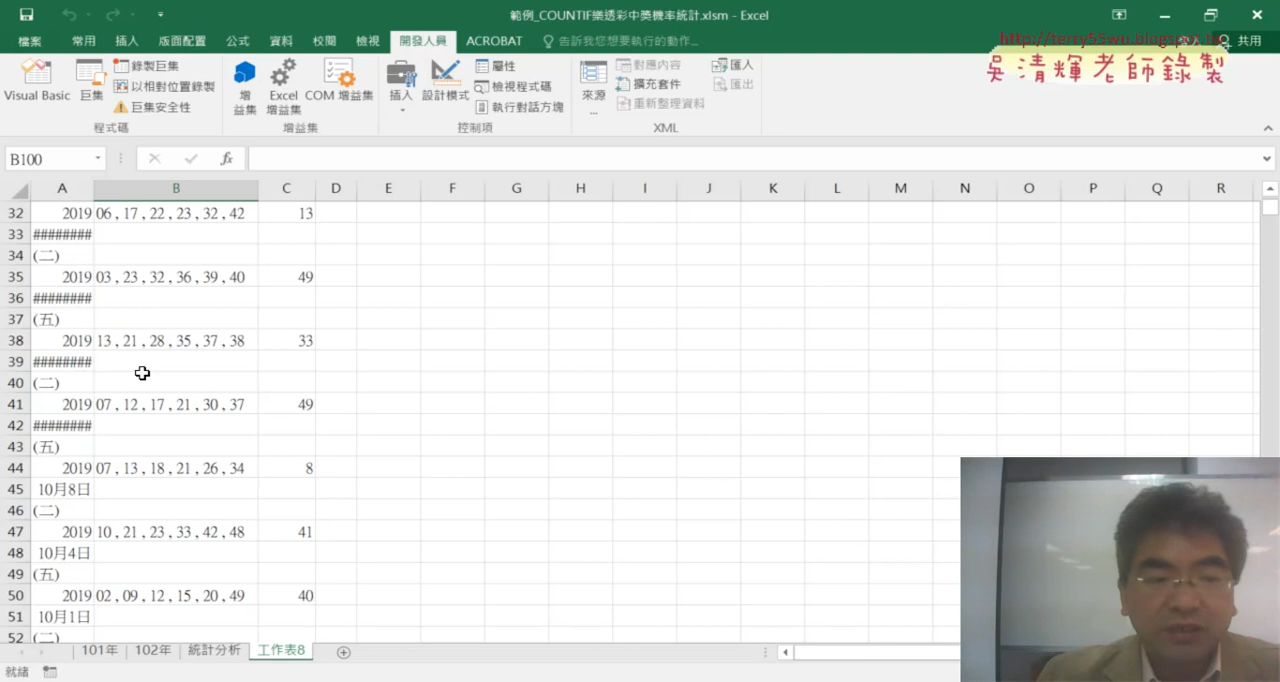 範例_COUNTIF樂透彩中獎機率統計.xlsm - Excel
檔案 常用 插入 版面配置 公式 資料 校閱 檢視 開發人員 ACROBAT 告訴我您想要執行的動作... 共用
http://terry55wu.blogspot.tw
吳清輝老師錄製
Visual Basic 巨集 錄製巨集 以相對位置錄製 巨集安全性 程式碼
增益集 Excel 增益集 COM 增益集 增益集
插入 設計模式 屬性 檢視程式碼 執行對話方塊 控制項
來源... 對應內容 擴充套件 重新整理資料 匯入 匯出 XML
B100 fx
A B C D E F G H I J K L M N O P Q R
32 2019 06 , 17 , 22 , 23 , 32 , 42 13
33 ########
34 (二)
35 2019 03 , 23 , 32 , 36 , 39 , 40 49
36 ########
37 (五)
38 2019 13 , 21 , 28 , 35 , 37 , 38 33
39 ########
40 (二)
41 2019 07 , 12 , 17 , 21 , 30 , 37 49
42 ########
43 (五)
44 2019 07 , 13 , 18 , 21 , 26 , 34 8
45 10月8日
46 (二)
47 2019 10 , 21 , 23 , 33 , 42 , 48 41
48 10月4日
49 (五)
50 2019 02 , 09 , 12 , 15 , 20 , 49 40
51 10月1日
52 (二)
101年 102年 統計分析 工作表8
就緒